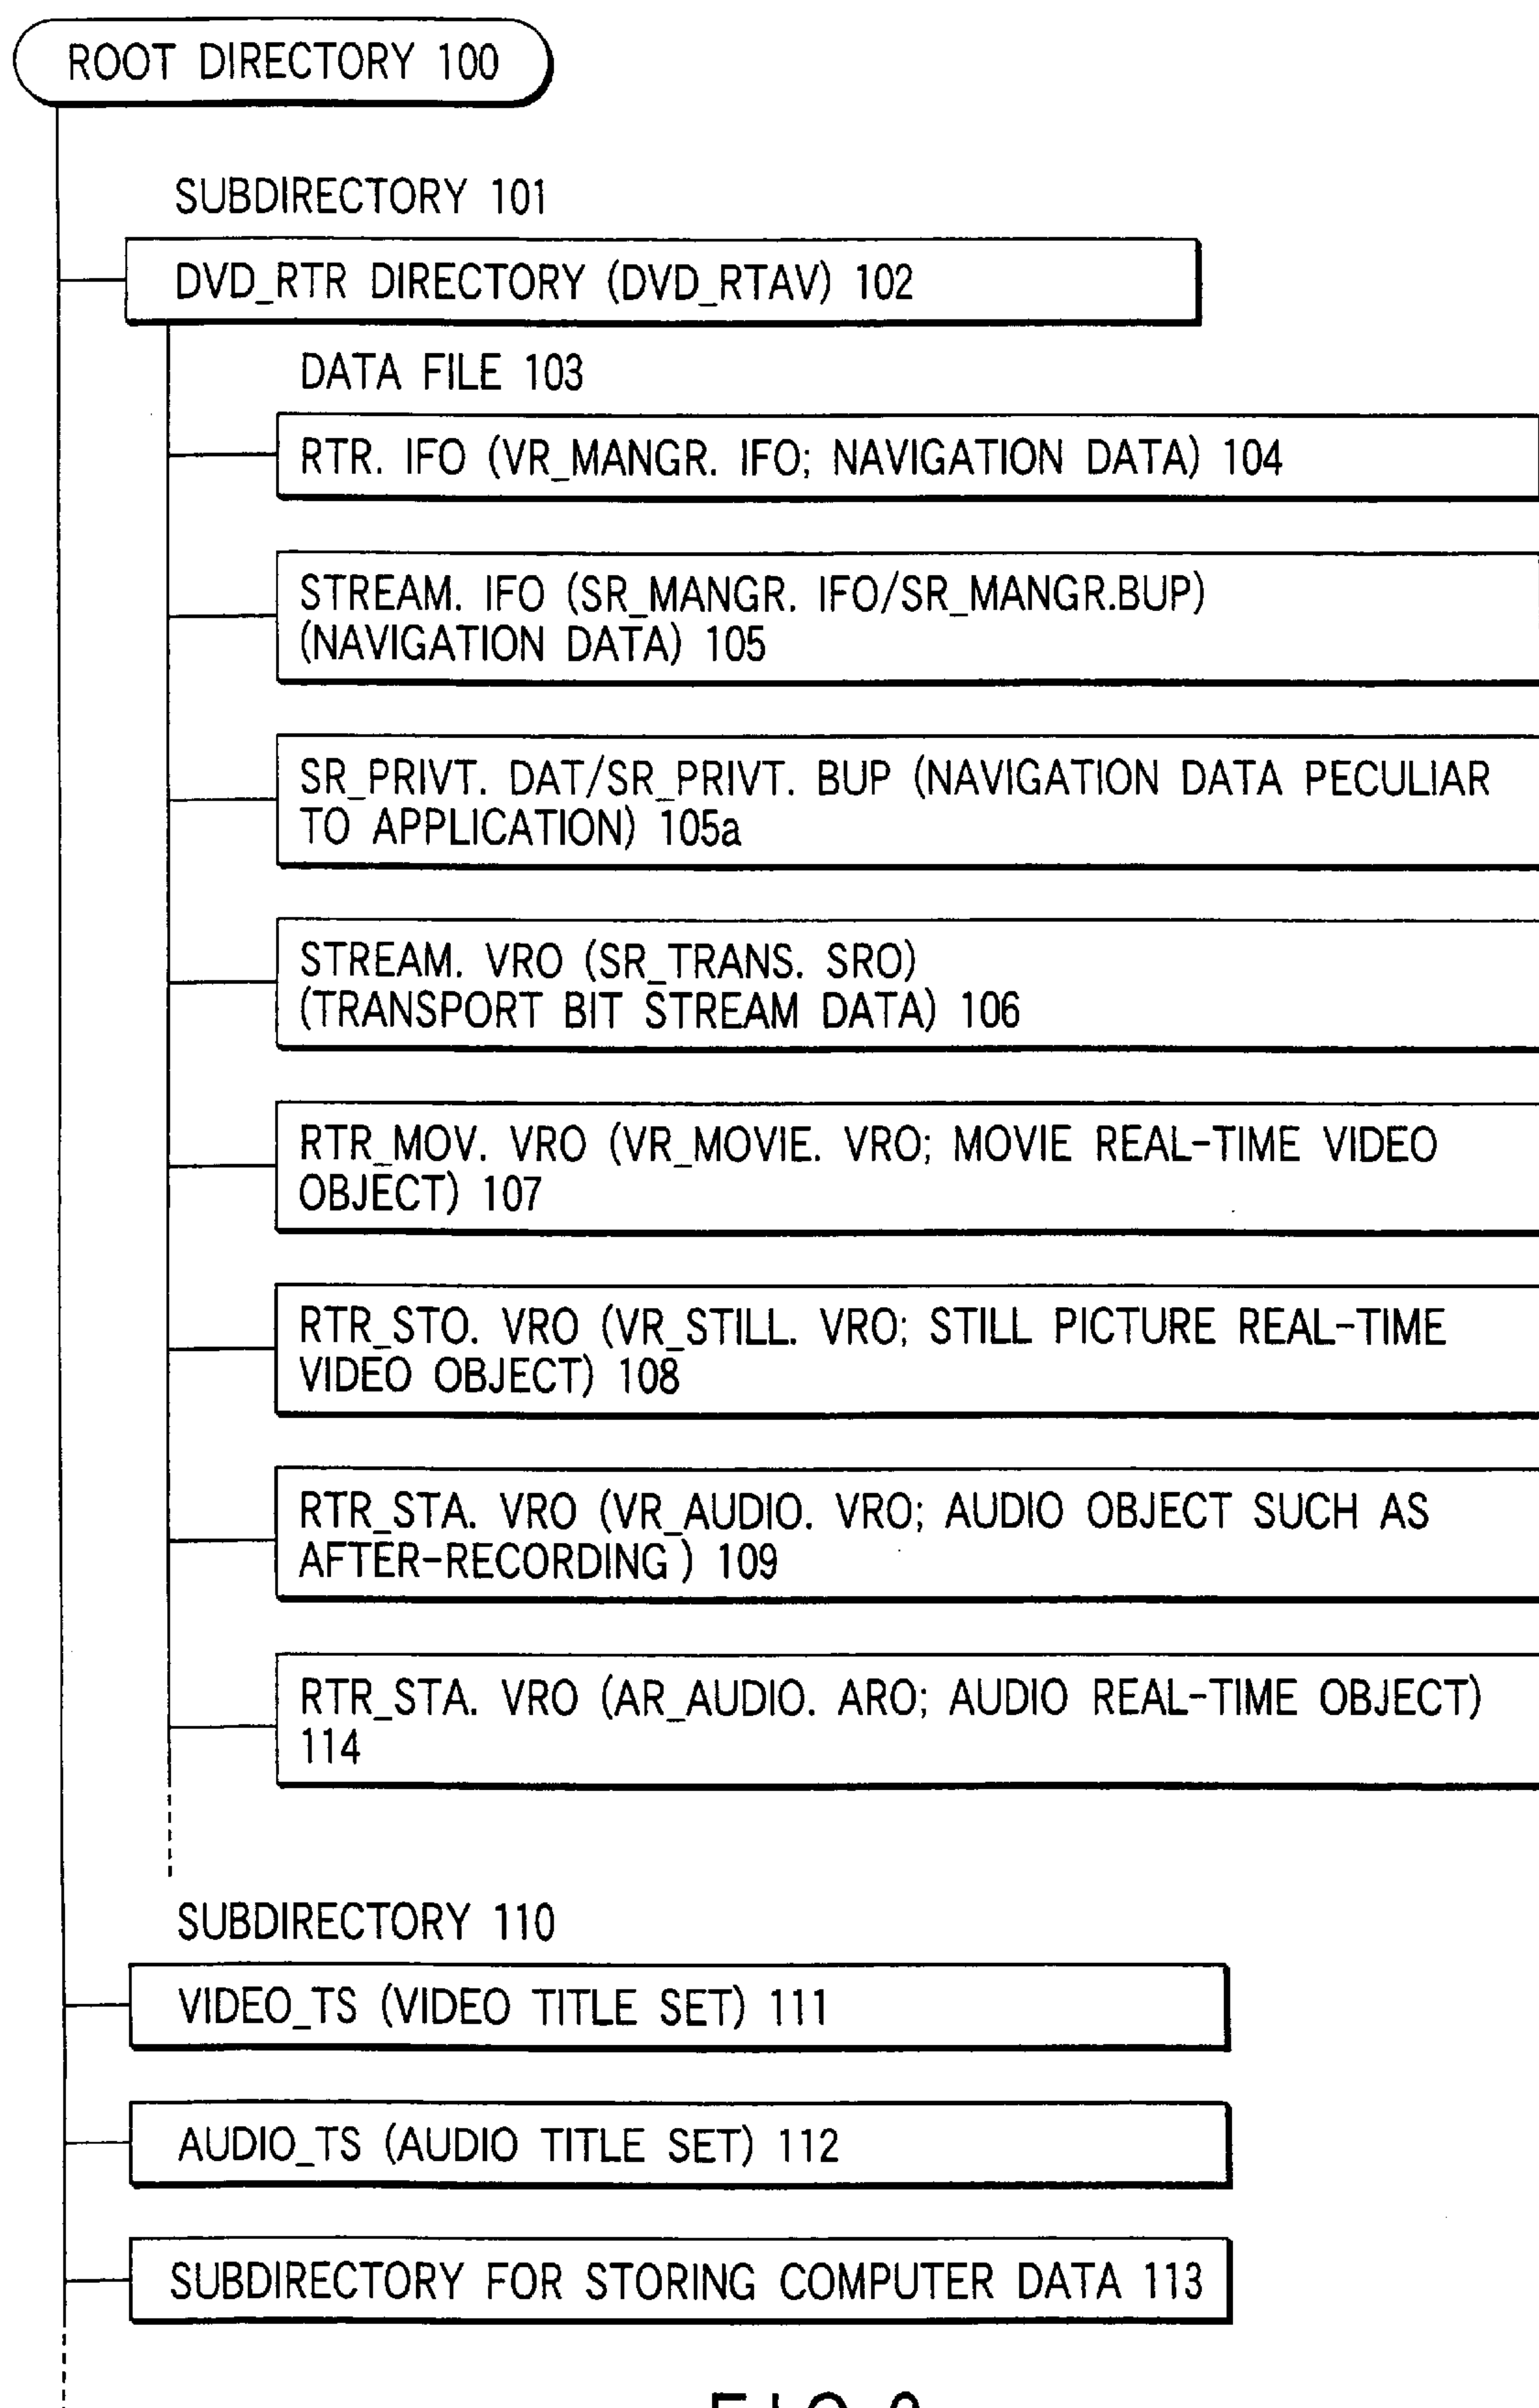 ROOT DIRECTORY 100
SUBDIRECTORY 101
DVD_RTR DIRECTORY (DVD_RTAV) 102
DATA FILE 103
RTR. IFO (VR_MANGR. IFO; NAVIGATION DATA) 104
STREAM. IFO (SR_MANGR. IFO/SR_MANGR.BUP)
(NAVIGATION DATA) 105
SR_PRIVT. DAT/SR_PRIVT. BUP (NAVIGATION DATA PECULIAR
TO APPLICATION) 105a
STREAM. VRO (SR_TRANS. SRO)
(TRANSPORT BIT STREAM DATA) 106
RTR_MOV. VRO (VR_MOVIE. VRO; MOVIE REAL-TIME VIDEO
OBJECT) 107
RTR_STO. VRO (VR_STILL. VRO; STILL PICTURE REAL-TIME
VIDEO OBJECT) 108
RTR_STA. VRO (VR_AUDIO. VRO; AUDIO OBJECT SUCH AS
AFTER-RECORDING ) 109
RTR_STA. VRO (AR_AUDIO. ARO; AUDIO REAL-TIME OBJECT)
114
SUBDIRECTORY 110
VIDEO_TS (VIDEO TITLE SET) 111
AUDIO_TS (AUDIO TITLE SET) 112
SUBDIRECTORY FOR STORING COMPUTER DATA 113